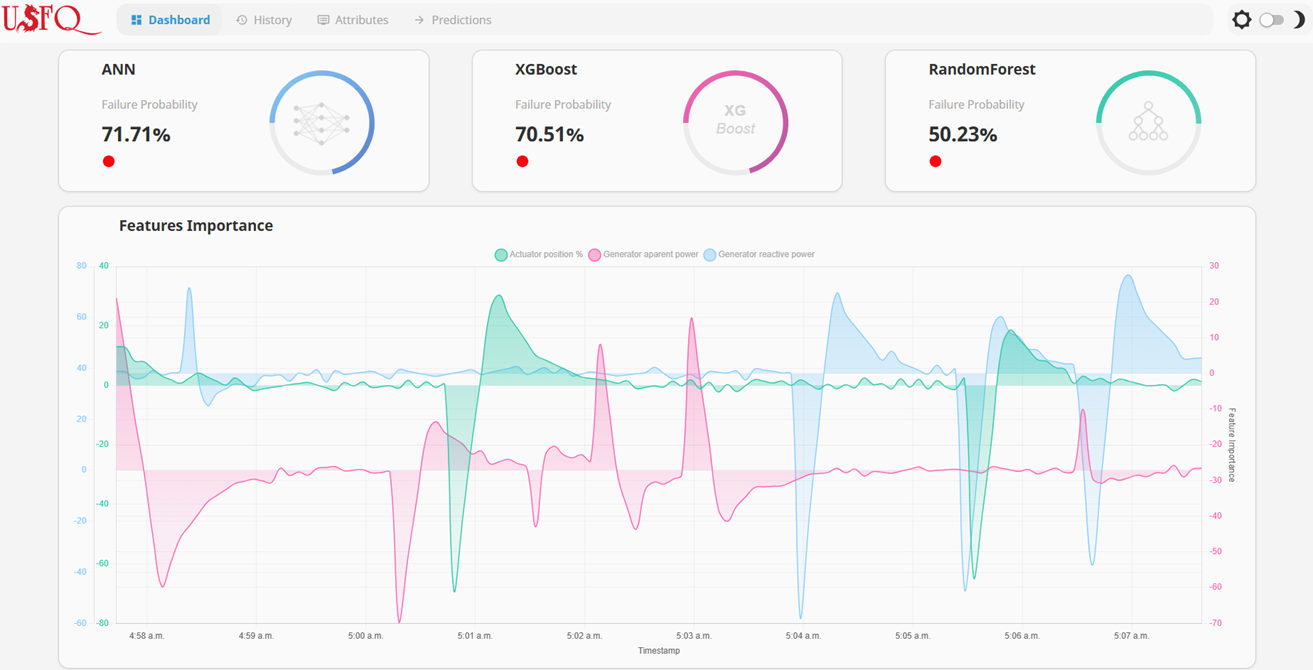 USFQ
Dashboard
History
Attributes
Predictions
ANN
Failure Probability
71.71%
XGBoost
Failure Probability
70.51%
XG
Boost
RandomForest
Failure Probability
50.23%
Features Importance
Actuator position %
Generator aparent power
Generator reactive power
80
60
40
20
0
-20
-40
-60
40
20
0
-20
-40
-60
-80
30
20
10
0
-10
-20
-30
-40
-50
-60
-70
Feature Importance
4:58 a.m.
4:59 a.m.
5:00 a.m.
5:01 a.m.
5:02 a.m.
5:03 a.m.
5:04 a.m.
5:05 a.m.
5:06 a.m.
5:07 a.m.
Timestamp